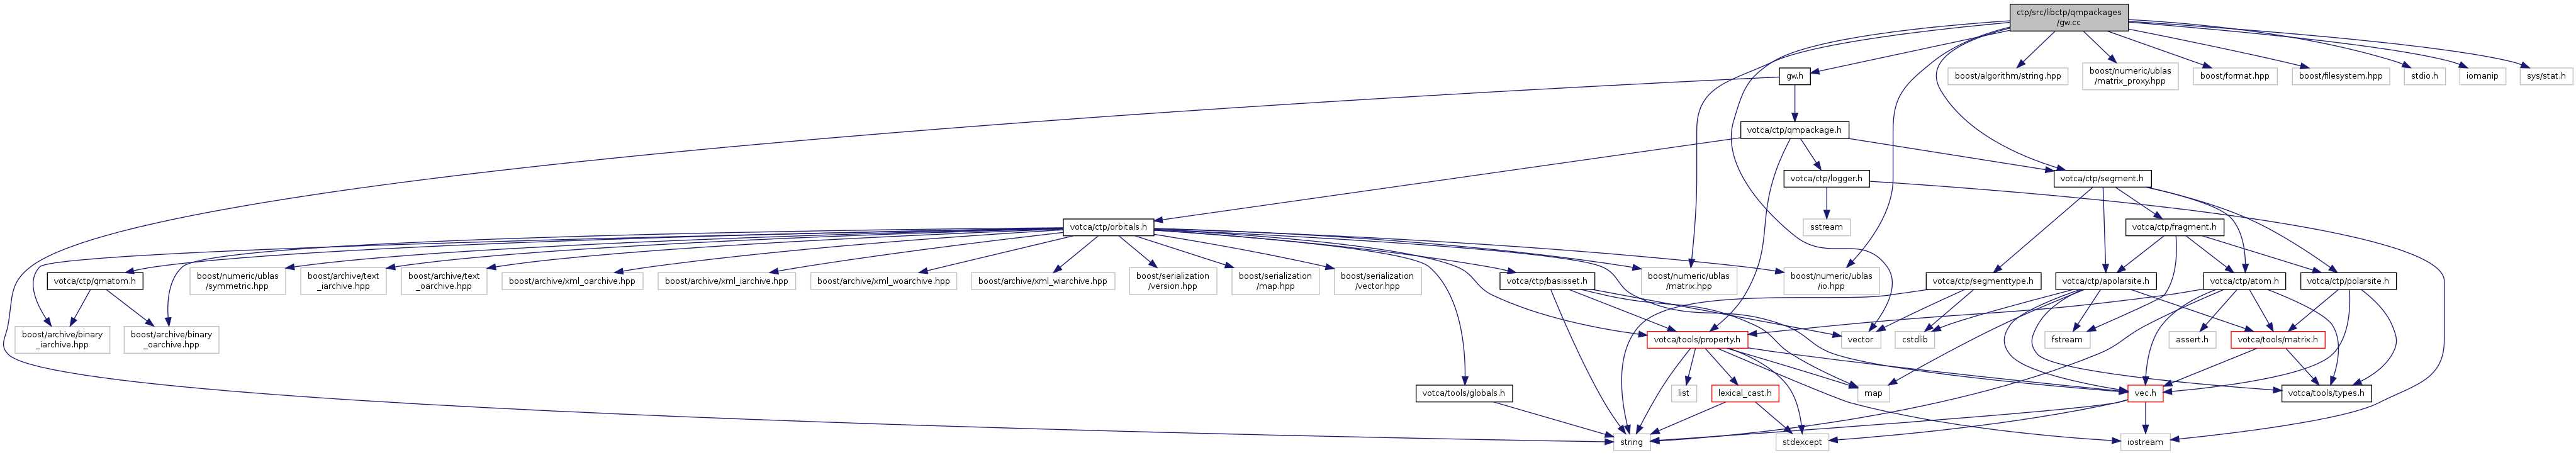 ctp/src/libctp/qmpackages
/gw.cc
gw.h
boost/algorithm/string.hpp
boost/numeric/ublas
/matrix_proxy.hpp
boost/format.hpp
boost/filesystem.hpp
stdio.h
iomanip
sys/stat.h
votca/ctp/qmpackage.h
votca/ctp/logger.h
votca/ctp/segment.h
votca/ctp/orbitals.h
sstream
votca/ctp/fragment.h
votca/ctp/qmatom.h
boost/numeric/ublas
/symmetric.hpp
boost/archive/text
_iarchive.hpp
boost/archive/text
_oarchive.hpp
boost/archive/xml_oarchive.hpp
boost/archive/xml_iarchive.hpp
boost/archive/xml_woarchive.hpp
boost/archive/xml_wiarchive.hpp
boost/serialization
/version.hpp
boost/serialization
/map.hpp
boost/serialization
/vector.hpp
votca/ctp/basisset.h
boost/numeric/ublas
/matrix.hpp
boost/numeric/ublas
/io.hpp
votca/ctp/segmenttype.h
votca/ctp/apolarsite.h
votca/ctp/atom.h
votca/ctp/polarsite.h
boost/archive/binary
_iarchive.hpp
boost/archive/binary
_oarchive.hpp
votca/tools/property.h
vector
cstdlib
fstream
assert.h
votca/tools/matrix.h
votca/tools/globals.h
list
lexical_cast.h
map
vec.h
votca/tools/types.h
string
stdexcept
iostream